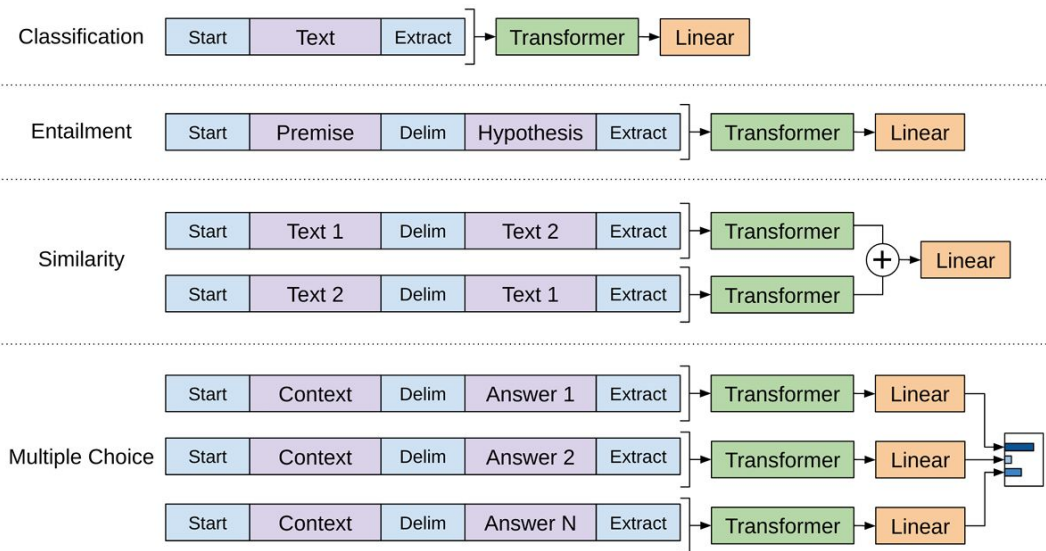 Classification Start Text Extract Transformer Linear
Entailment Start Premise Delim Hypothesis Extract Transformer Linear
Start Text 1 Delim Text 2 Extract Transformer
Similarity + Linear
Start Text 2 Delim Text 1 Extract Transformer
Start Context Delim Answer 1 Extract Transformer Linear
Multiple Choice Start Context Delim Answer 2 Extract Transformer Linear
Start Context Delim Answer N Extract Transformer Linear